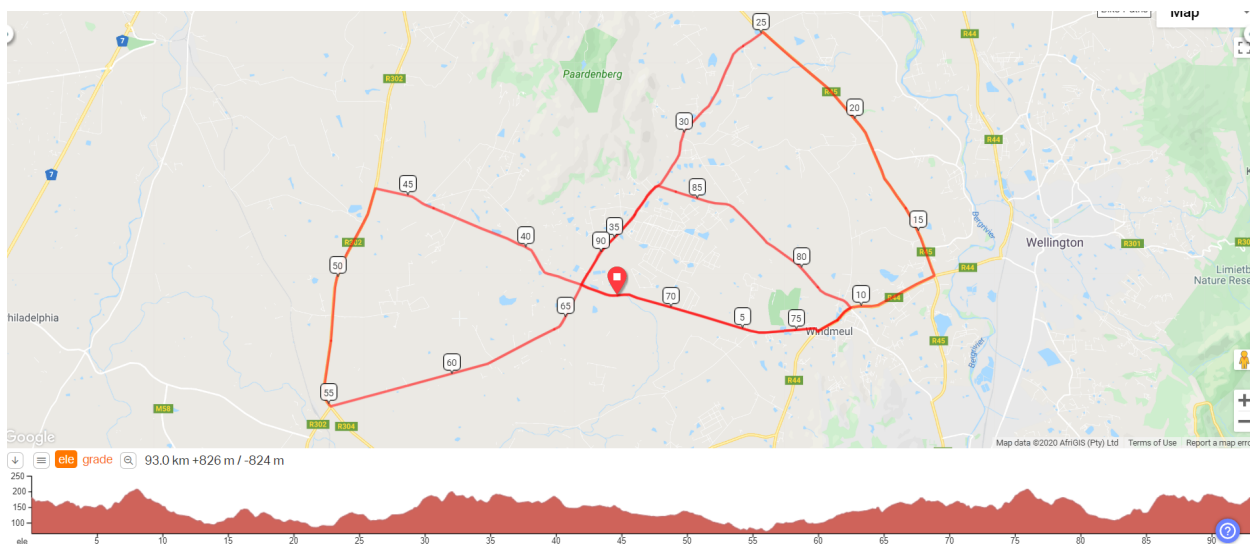 Map
25
R44
7
Paardenberg
R302
R45
20
30
R44
7
45
85
15
35
Bergrivier
40
90
R302
Wellington
R301
R45
50
80
R44
Limietb
Nature Rese
10
R44
70
65
5
75
hiladelphia
Windmeul
R45
Bergrivier
60
R44
55
M58
R302
R304
Google
Map data ©2020 AfriGIS (Pty) Ltd
Terms of Use
Report a map erro
ele grade 93.0 km +826 m / -824 m
250
200
150
100
ele 5 10 15 20 25 30 35 40 45 50 55 60 65 70 75 80 85 90
?